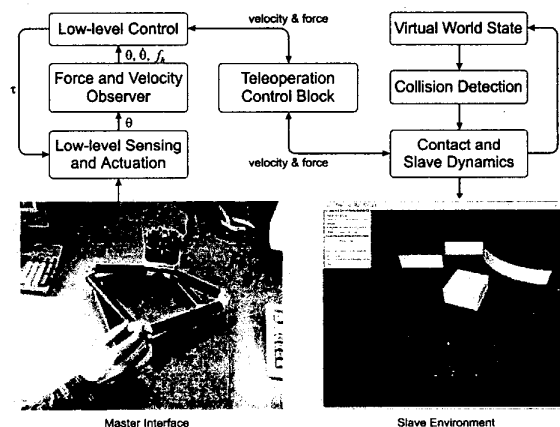 Low-level Control
θ, θ̇, fₕ
Force and Velocity
Observer
τ
θ
Low-level Sensing
and Actuation
velocity & force
Teleoperation
Control Block
velocity & force
Virtual World State
Collision Detection
Contact and
Slave Dynamics
Master Interface
Slave Environment